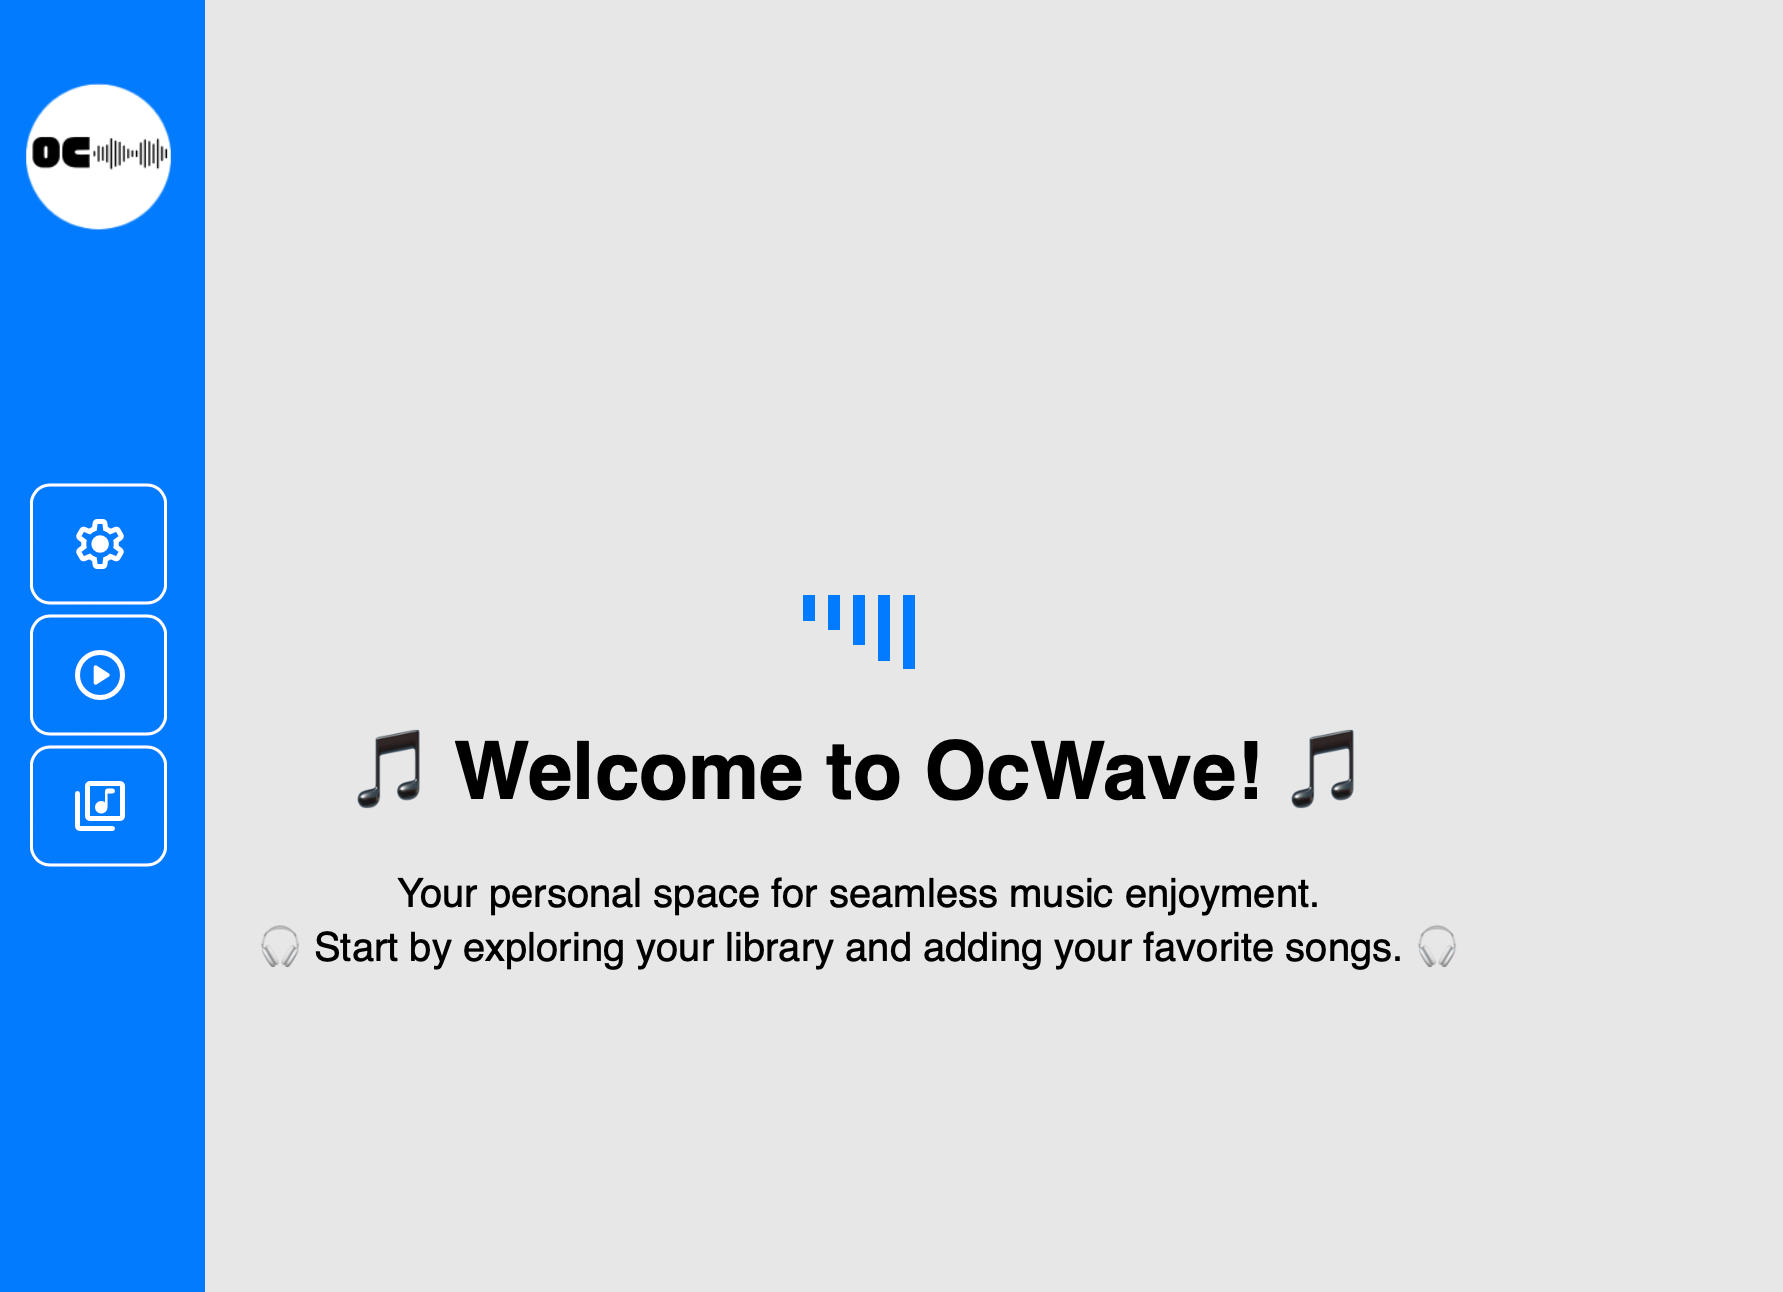 OC
🎵 Welcome to OcWave! 🎵
Your personal space for seamless music enjoyment.
🎧 Start by exploring your library and adding your favorite songs. 🎧